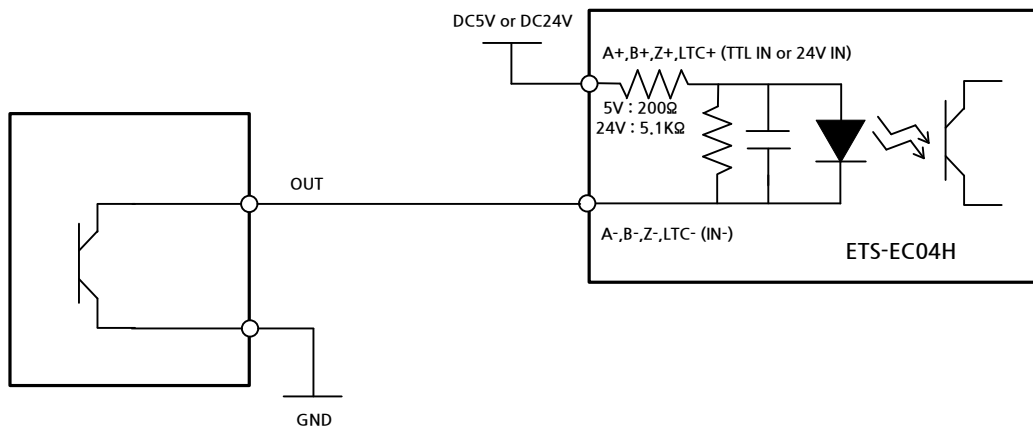 DC5V or DC24V
A+,B+,Z+,LTC+ (TTL IN or 24V IN)
5V : 200Ω
24V : 5.1KΩ
OUT
A-,B-,Z-,LTC- (IN-)
ETS-EC04H
GND